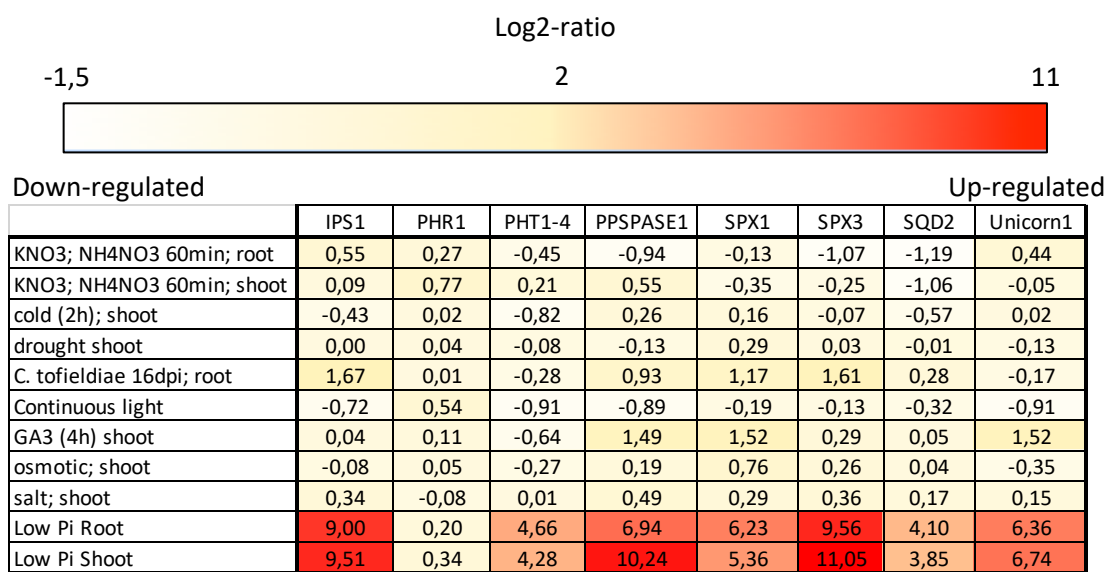 Log2-ratio
-1,5 2 11
Down-regulated Up-regulated
IPS1 PHR1 PHT1-4 PPSPASE1 SPX1 SPX3 SQD2 Unicorn1
KNO3; NH4NO3 60min; root 0,55 0,27 -0,45 -0,94 -0,13 -1,07 -1,19 0,44
KNO3; NH4NO3 60min; shoot 0,09 0,77 0,21 0,55 -0,35 -0,25 -1,06 -0,05
cold (2h); shoot -0,43 0,02 -0,82 0,26 0,16 -0,07 -0,57 0,02
drought shoot 0,00 0,04 -0,08 -0,13 0,29 0,03 -0,01 -0,13
C. tofieldiae 16dpi; root 1,67 0,01 -0,28 0,93 1,17 1,61 0,28 -0,17
Continuous light -0,72 0,54 -0,91 -0,89 -0,19 -0,13 -0,32 -0,91
GA3 (4h) shoot 0,04 0,11 -0,64 1,49 1,52 0,29 0,05 1,52
osmotic; shoot -0,08 0,05 -0,27 0,19 0,76 0,26 0,04 -0,35
salt; shoot 0,34 -0,08 0,01 0,49 0,29 0,36 0,17 0,15
Low Pi Root 9,00 0,20 4,66 6,94 6,23 9,56 4,10 6,36
Low Pi Shoot 9,51 0,34 4,28 10,24 5,36 11,05 3,85 6,74